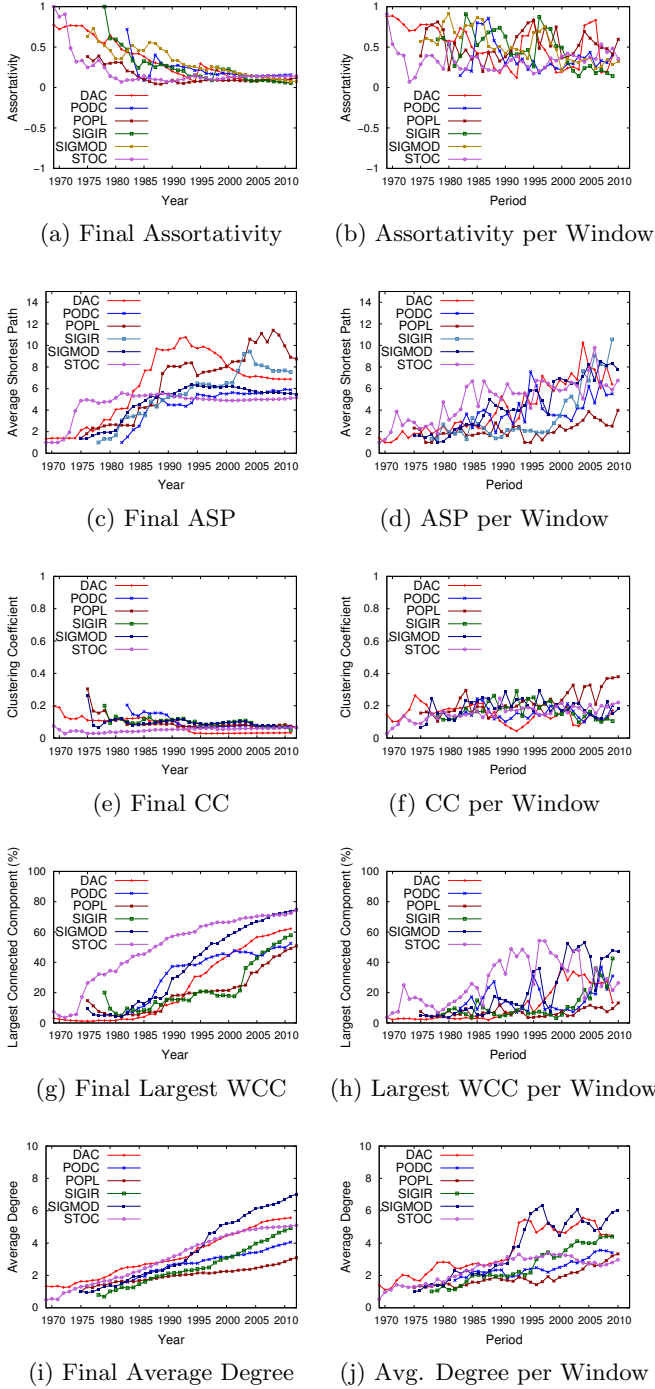 1
0.5
0
−0.5
−1
Assortativity
DAC
PODC
POPL
SIGIR
SIGMOD
STOC
1970 1975 1980 1985 1990 1995 2000 2005 2010
Year
(a) Final Assortativity
1
0.5
0
−0.5
−1
Assortativity
DAC
PODC
POPL
SIGIR
SIGMOD
STOC
1970 1975 1980 1985 1990 1995 2000 2005 2010
Period
(b) Assortativity per Window
14
12
10
8
6
4
2
0
Average Shortest Path
DAC
PODC
POPL
SIGIR
SIGMOD
STOC
1970 1975 1980 1985 1990 1995 2000 2005 2010
Year
(c) Final ASP
14
12
10
8
6
4
2
0
Average Shortest Path
DAC
PODC
POPL
SIGIR
SIGMOD
STOC
1970 1975 1980 1985 1990 1995 2000 2005 2010
Period
(d) ASP per Window
1
0.8
0.6
0.4
0.2
0
Clustering Coefficient
DAC
PODC
POPL
SIGIR
SIGMOD
STOC
1970 1975 1980 1985 1990 1995 2000 2005 2010
Year
(e) Final CC
1
0.8
0.6
0.4
0.2
0
Clustering Coefficient
DAC
PODC
POPL
SIGIR
SIGMOD
STOC
1970 1975 1980 1985 1990 1995 2000 2005 2010
Period
(f) CC per Window
100
80
60
40
20
0
Largest Connected Component (%)
DAC
PODC
POPL
SIGIR
SIGMOD
STOC
1970 1975 1980 1985 1990 1995 2000 2005 2010
Year
(g) Final Largest WCC
100
80
60
40
20
0
Largest Connected Component (%)
DAC
PODC
POPL
SIGIR
SIGMOD
STOC
1970 1975 1980 1985 1990 1995 2000 2005 2010
Period
(h) Largest WCC per Window
10
8
6
4
2
0
Average Degree
DAC
PODC
POPL
SIGIR
SIGMOD
STOC
1970 1975 1980 1985 1990 1995 2000 2005 2010
Year
(i) Final Average Degree
10
8
6
4
2
0
Average Degree
DAC
PODC
POPL
SIGIR
SIGMOD
STOC
1970 1975 1980 1985 1990 1995 2000 2005 2010
Period
(j) Avg. Degree per Window